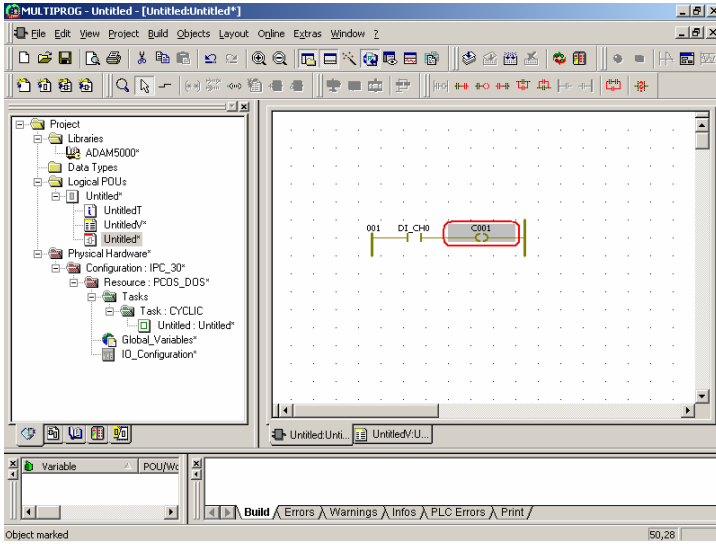 MULTIPROG - Untitled - [Untitled:Untitled*]
File Edit View Project Build Objects Layout Online Extras Window ?
Project
Libraries
ADAM5000*
Data Types
Logical POUs
Untitled*
UntitledT
UntitledV*
Untitled*
Physical Hardware*
Configuration : IPC_30*
Resource : PCOS_DOS*
Tasks
Task : CYCLIC
Untitled : Untitled*
Global_Variables*
IO_Configuration*
001 DI_CH0 C001
Untitled:Unti... UntitledV:U...
Variable POU/Wo
Build Errors Warnings Infos PLC Errors Print
Object marked 50,28